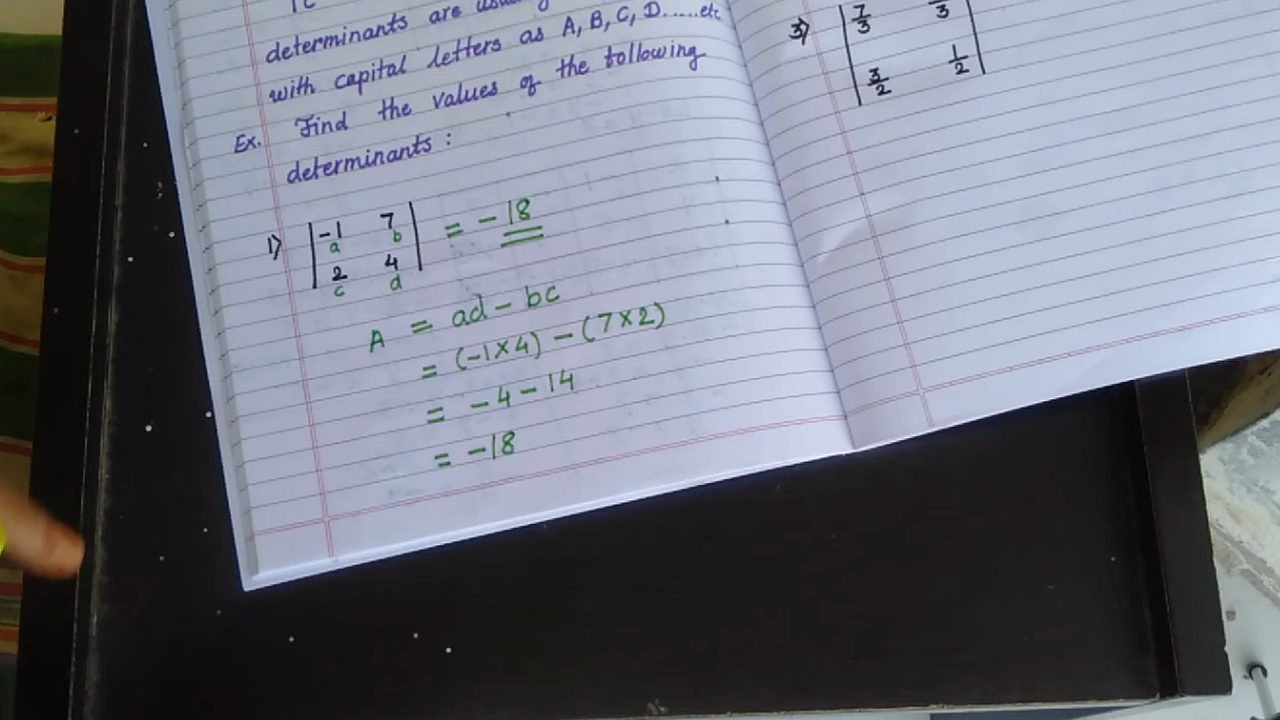 determinants are
with capital letters as A, B, C, D.....etc
Ex. Find the values of the following
determinants :
1) | -1 7 | = -18
a b
| 2 4 |
c d
A = ad - bc
= (-1×4) - (7×2)
= -4-14
= -18
3) | 7/3
| 3/2 1/2 |